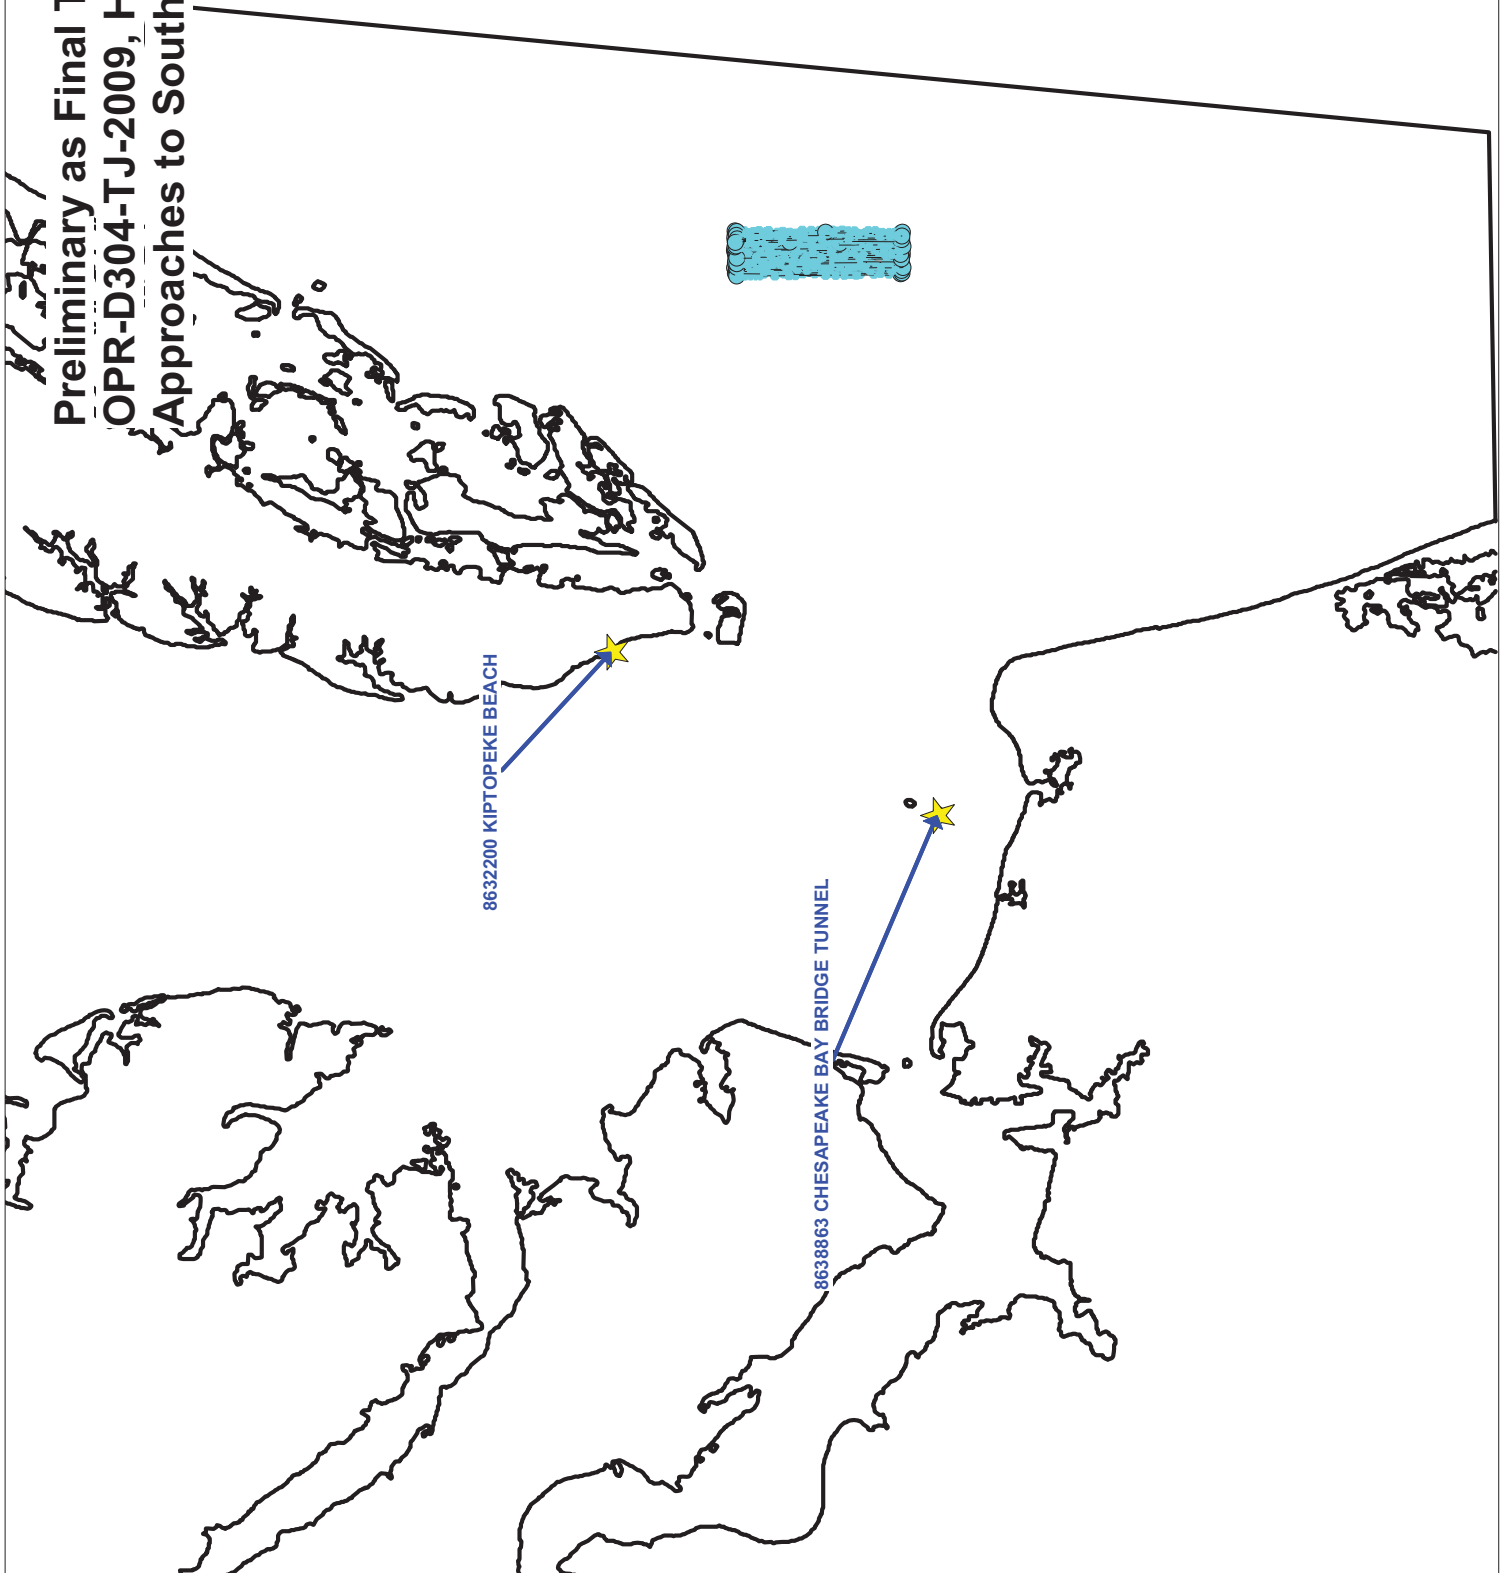 Preliminary as Final T
OPR-D304-TJ-2009, H
Approaches to South
8632200 KIPTOPEKE BEACH
8638863 CHESAPEAKE BAY BRIDGE TUNNEL